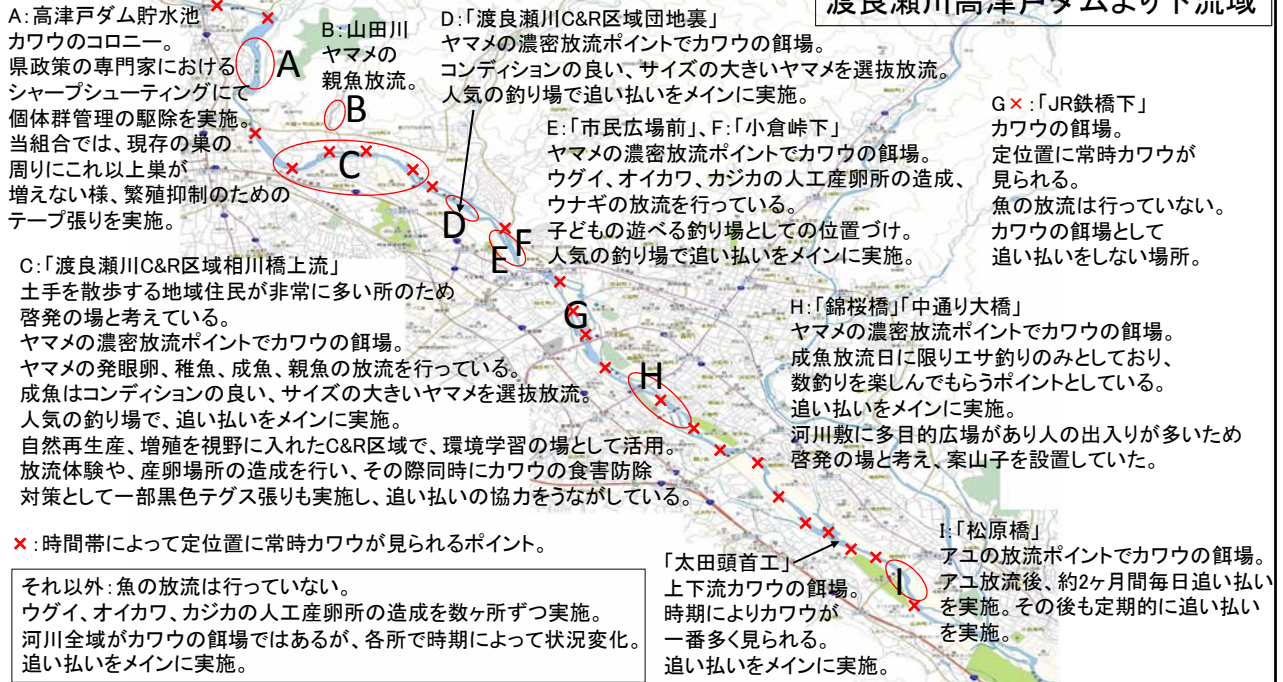 渡良瀬川高津戸ダムより下流域
A:高津戸ダム貯水池
カワウのコロニー。
県政策の専門家における
シャープシューティングにて
個体群管理の駆除を実施。
当組合では、現存の巣の
周りにこれ以上巣が
増えない様、繁殖抑制のための
テープ張りを実施。
A
B:山田川
ヤマメの
親魚放流。
B
D:「渡良瀬川C&R区域団地裏」
ヤマメの濃密放流ポイントでカワウの餌場。
コンディションの良い、サイズの大きいヤマメを選抜放流。
人気の釣り場で追い払いをメインに実施。
E:「市民広場前」、F:「小倉峠下」
ヤマメの濃密放流ポイントでカワウの餌場。
ウグイ、オイカワ、カジカの人工産卵所の造成、
ウナギの放流を行っている。
子どもの遊べる釣り場としての位置づけ。
人気の釣り場で追い払いをメインに実施。
G×:「JR鉄橋下」
カワウの餌場。
定位置に常時カワウが
見られる。
魚の放流は行っていない。
カワウの餌場として
追い払いをしない場所。
C
D
E
F
C:「渡良瀬川C&R区域相川橋上流」
土手を散歩する地域住民が非常に多い所のため
啓発の場と考えている。
ヤマメの濃密放流ポイントでカワウの餌場。
ヤマメの発眼卵、稚魚、成魚、親魚の放流を行っている。
成魚はコンディションの良い、サイズの大きいヤマメを選抜放流。
人気の釣り場で、追い払いをメインに実施。
自然再生産、増殖を視野に入れたC&R区域で、環境学習の場として活用。
放流体験や、産卵場所の造成を行い、その際同時にカワウの食害防除
対策として一部黒色テグス張りも実施し、追い払いの協力をうながしている。
G
H
H:「錦桜橋」「中通り大橋」
ヤマメの濃密放流ポイントでカワウの餌場。
成魚放流日に限りエサ釣りのみとしており、
数釣りを楽しんでもらうポイントとしている。
追い払いをメインに実施。
河川敷に多目的広場があり人の出入りが多いため
啓発の場と考え、案山子を設置していた。
×:時間帯によって定位置に常時カワウが見られるポイント。
それ以外:魚の放流は行っていない。
ウグイ、オイカワ、カジカの人工産卵所の造成を数ヶ所ずつ実施。
河川全域がカワウの餌場ではあるが、各所で時期によって状況変化。
追い払いをメインに実施。
「太田頭首工」
上下流カワウの餌場。
時期によりカワウが
一番多く見られる。
追い払いをメインに実施。
I
I:「松原橋」
アユの放流ポイントでカワウの餌場。
アユ放流後、約2ヶ月間毎日追い払い
を実施。その後も定期的に追い払い
を実施。